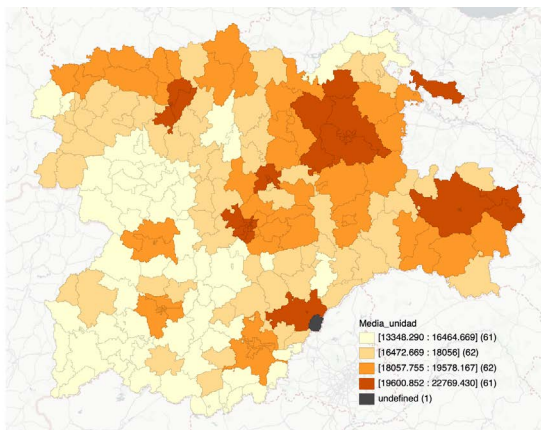 Media_unidad
[13348.290 : 16464.669] (61)
[16472.669 : 18056] (62)
[18057.755 : 19578.167] (62)
[19600.852 : 22769.430] (61)
undefined (1)